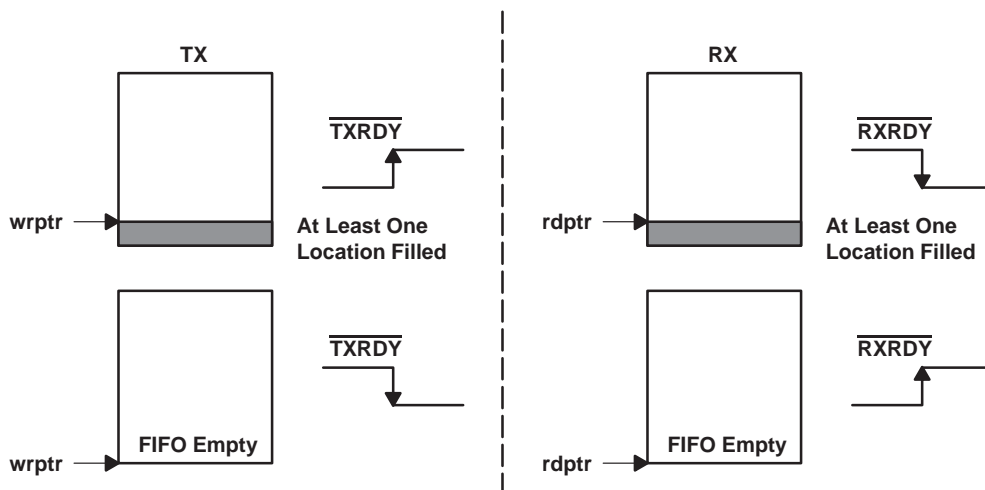 TX
TXRDY
wrptr
At Least One
Location Filled
TXRDY
FIFO Empty
wrptr
RX
RXRDY
rdptr
At Least One
Location Filled
RXRDY
FIFO Empty
rdptr